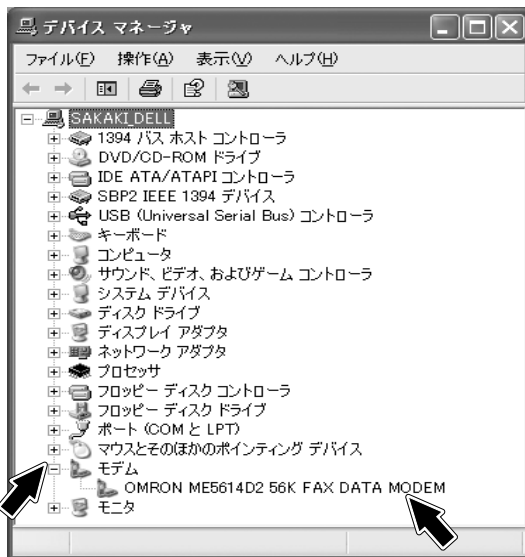 デバイス マネージャ
ファイル(F) 操作(A) 表示(V) ヘルプ(H)
SAKAKI_DELL
1394 バス ホスト コントローラ
DVD/CD-ROM ドライブ
IDE ATA/ATAPI コントローラ
SBP2 IEEE 1394 デバイス
USB (Universal Serial Bus) コントローラ
キーボード
コンピュータ
サウンド、ビデオ、およびゲーム コントローラ
システム デバイス
ディスク ドライブ
ディスプレイ アダプタ
ネットワーク アダプタ
プロセッサ
フロッピー ディスク コントローラ
フロッピー ディスク ドライブ
ポート (COM と LPT)
マウスとそのほかのポインティング デバイス
モデム
OMRON ME5614D2 56K FAX DATA MODEM
モニタ